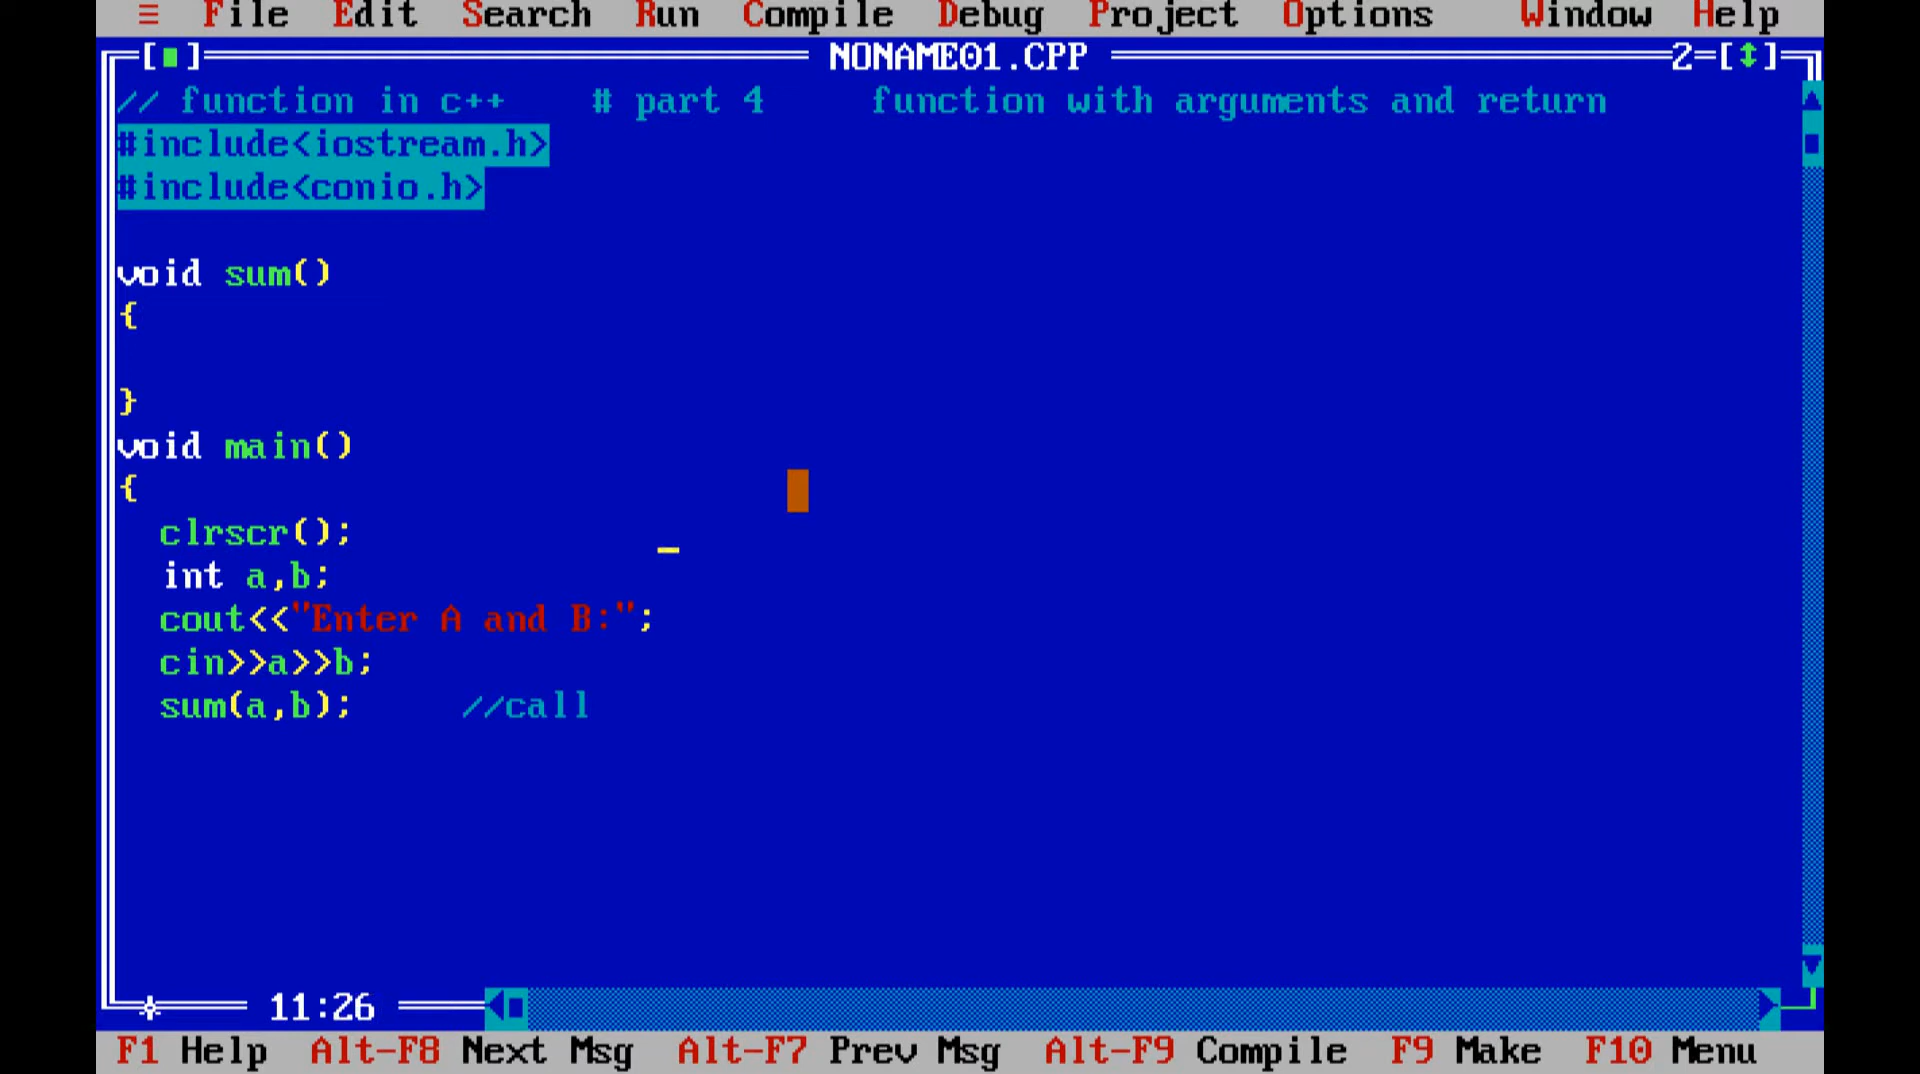 ≡ File Edit Search Run Compile Debug Project Options Window Help
[■] NONAME01.CPP 2=[↕]
// function in c++    # part 4     function with arguments and return
#include<iostream.h>
#include<conio.h>
void sum()
{
}
void main()
{
  clrscr();
  int a,b;
  cout<<"Enter A and B:";
  cin>>a>>b;
  sum(a,b);     //call
11:26
F1 Help Alt-F8 Next Msg Alt-F7 Prev Msg Alt-F9 Compile F9 Make F10 Menu